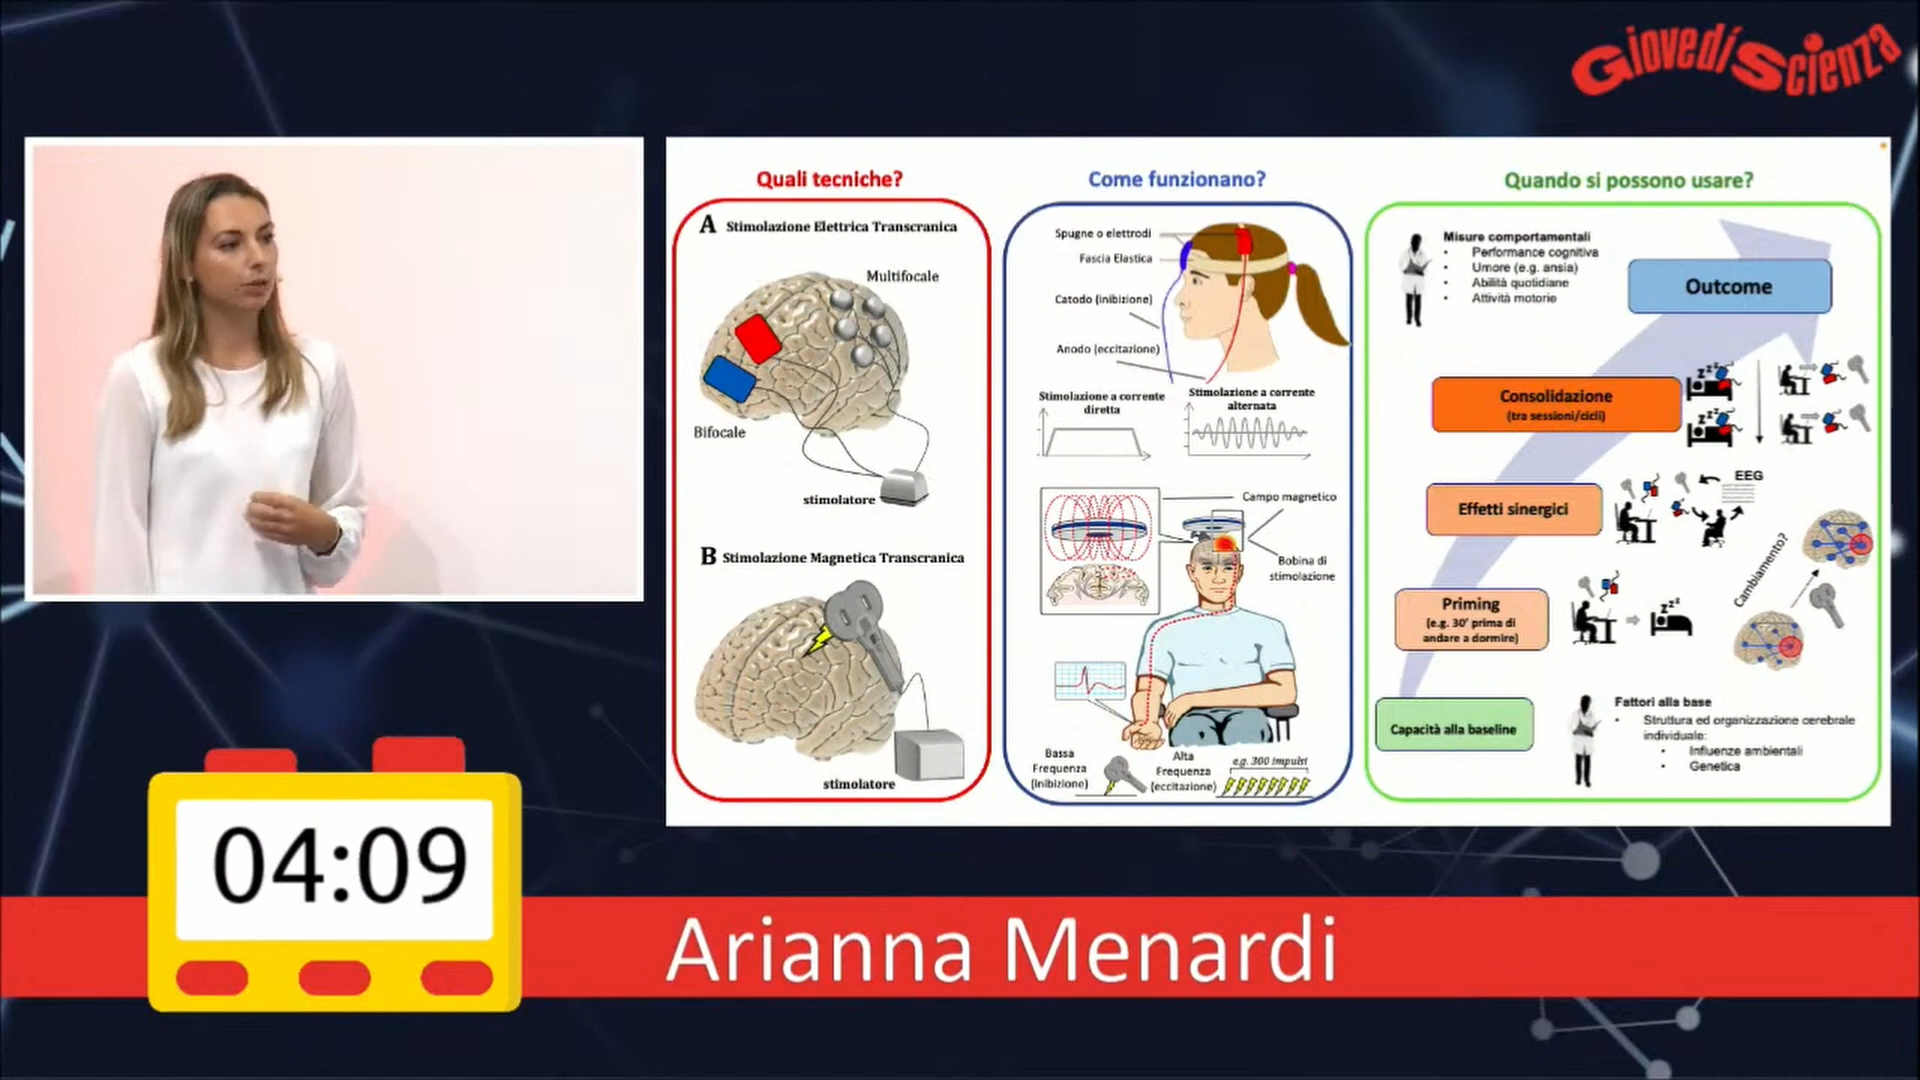 GiovedìScienza
Quali tecniche?
A Stimolazione Elettrica Transcranica
Multifocale
Bifocale
stimolatore
B Stimolazione Magnetica Transcranica
stimolatore
Come funzionano?
Spugne o elettrodi
Fascia Elastica
Catodo (inibizione)
Anodo (eccitazione)
Stimolazione a corrente
diretta
Stimolazione a corrente
alternata
Campo magnetico
Bobina di
stimolazione
Bassa
Frequenza
(inibizione)
Alta
Frequenza
(eccitazione)
e.g. 300 impulsi
Quando si possono usare?
Misure comportamentali
• Performance cognitiva
• Umore (e.g. ansia)
• Abilità quotidiane
• Attività motorie
Outcome
Consolidazione
(tra sessioni/cicli)
zzz
zzz
Effetti sinergici
EEG
Priming
(e.g. 30' prima di
andare a dormire)
zzz
Cambiamento?
Capacità alla baseline
Fattori alla base
• Struttura ed organizzazione cerebrale
individuale:
• Influenze ambientali
• Genetica
04:09
Arianna Menardi